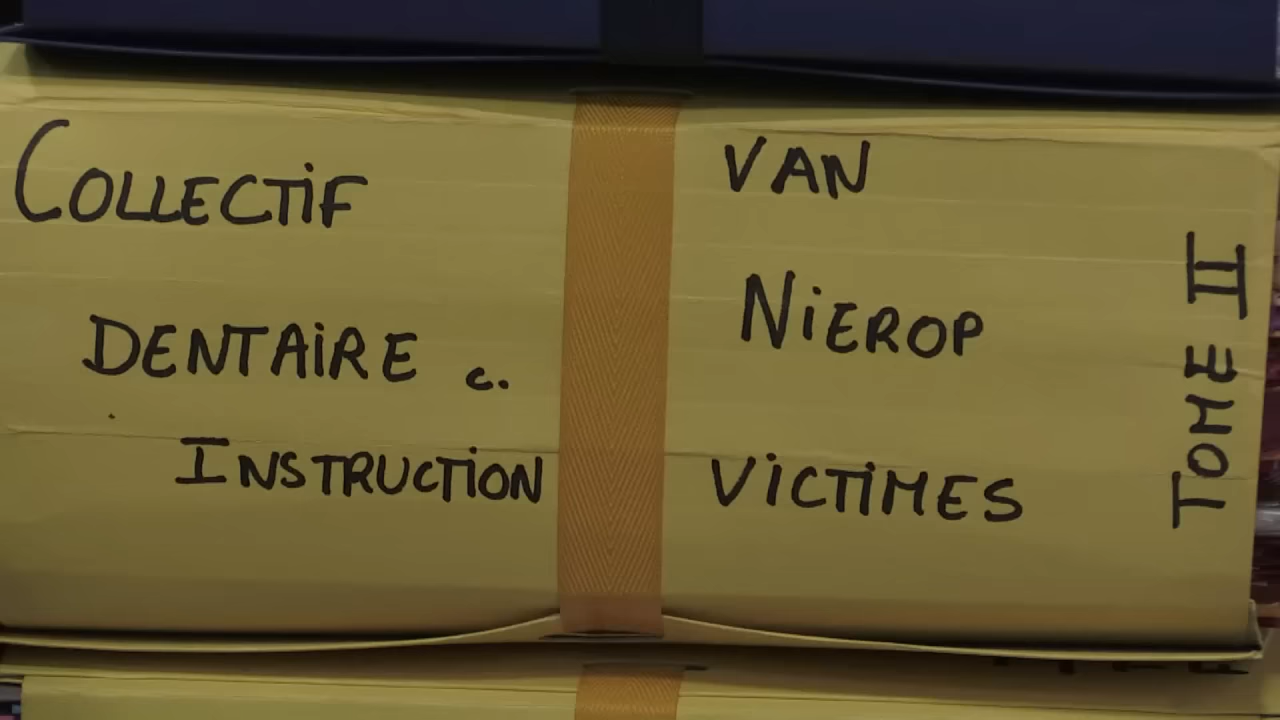 COLLECTIF
DENTAIRE c.
INSTRUCTION
VAN
NIEROP
VICTIMES
TOME II